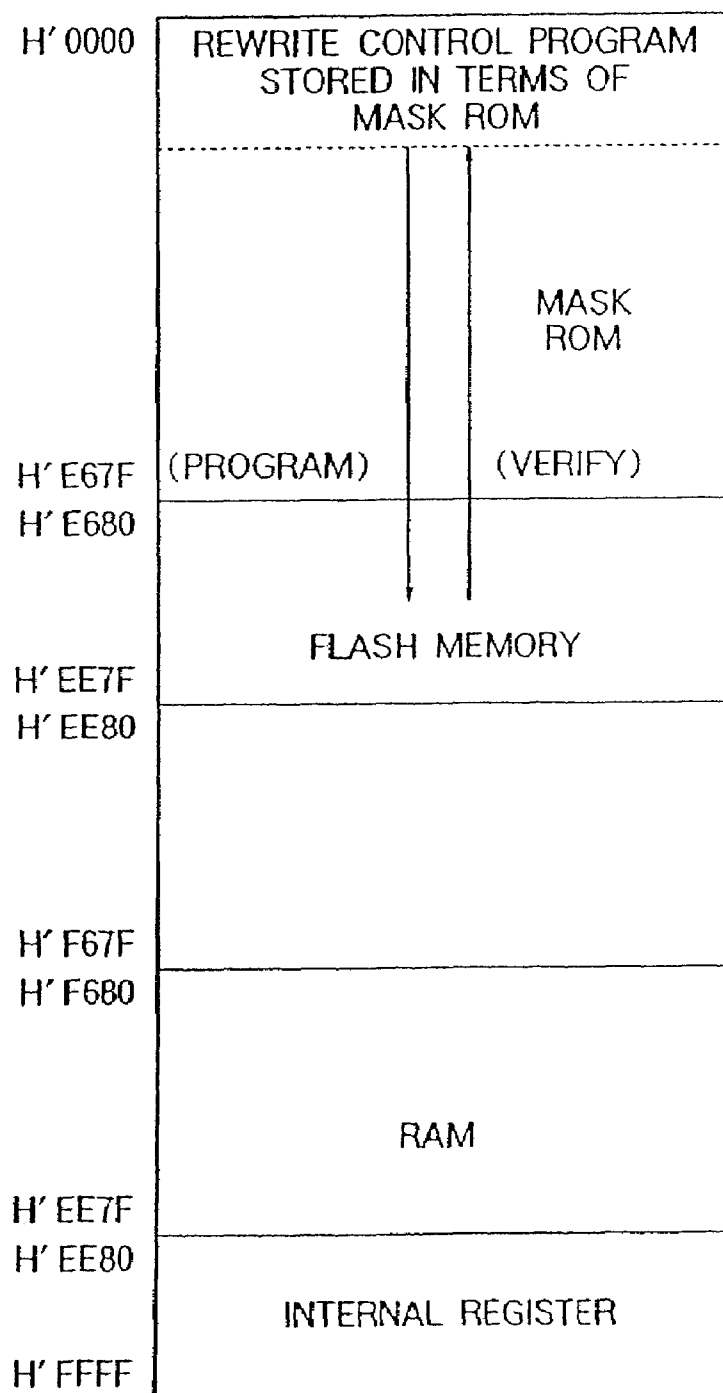 H' 0000
REWRITE CONTROL PROGRAM
STORED IN TERMS OF
MASK ROM
MASK
ROM
H' E67F
(PROGRAM)
(VERIFY)
H' E680
FLASH MEMORY
H' EE7F
H' EE80
H' F67F
H' F680
RAM
H' EE7F
H' EE80
INTERNAL REGISTER
H' FFFF